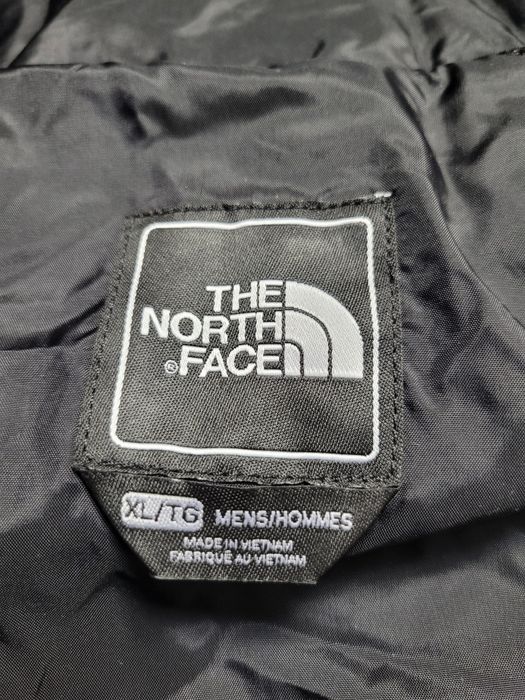 THE
NORTH
®FACE
XL/TG MENS/HOMMES
MADE IN VIETNAM
FABRIQUÉ AU VIETNAM